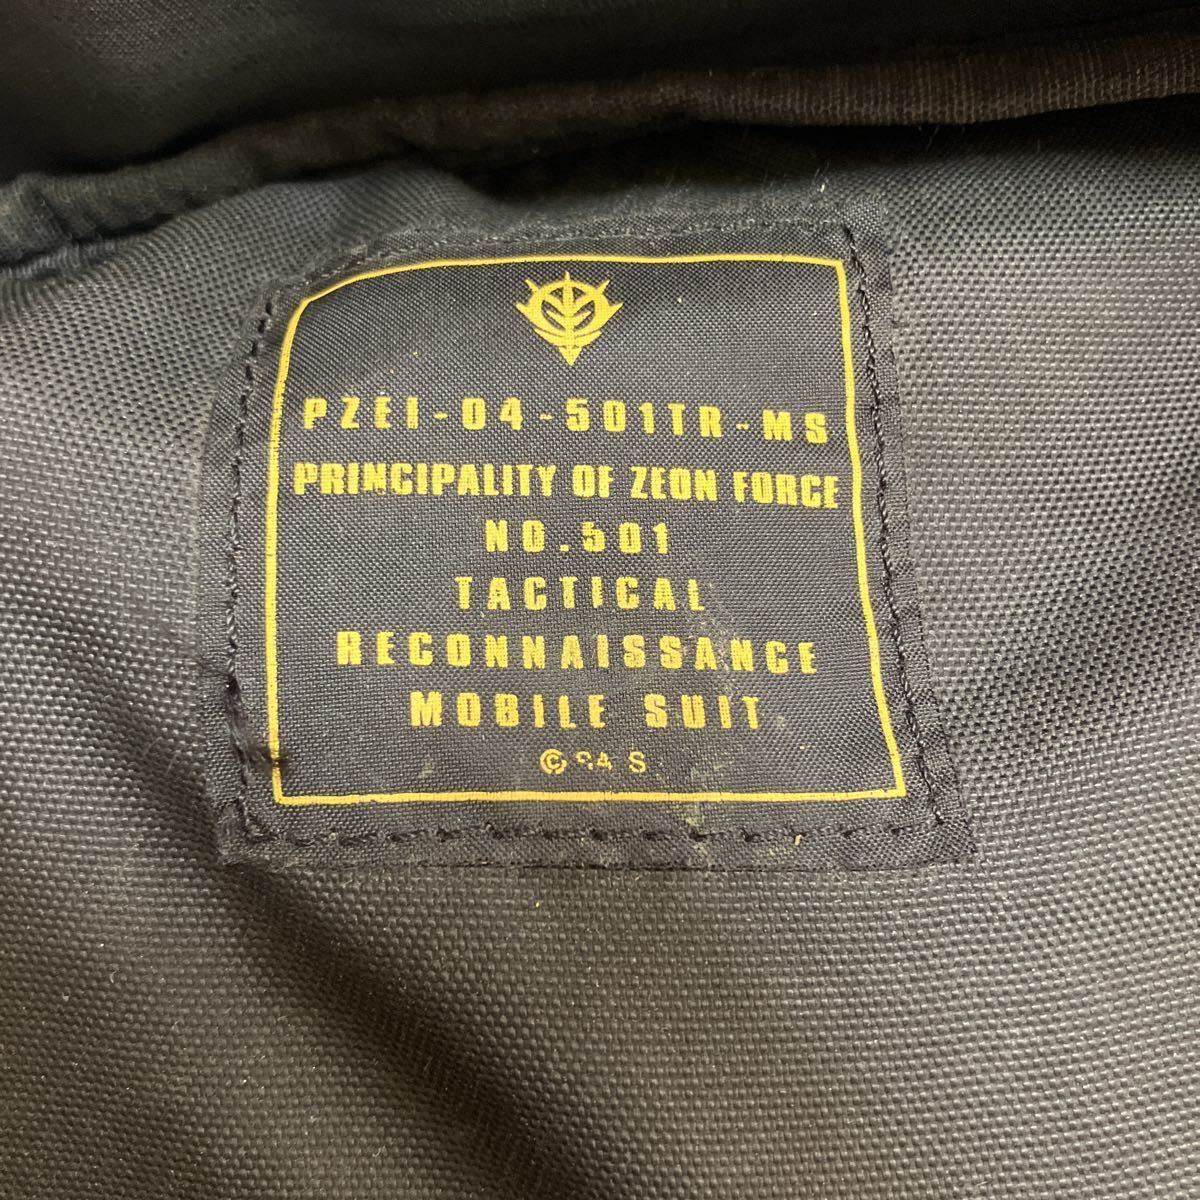 PZEI-04-501TR-MS
PRINCIPALITY OF ZEON FORCE
NO.501
TACTICAL
RECONNAISSANCE
MOBILE SUIT
© S